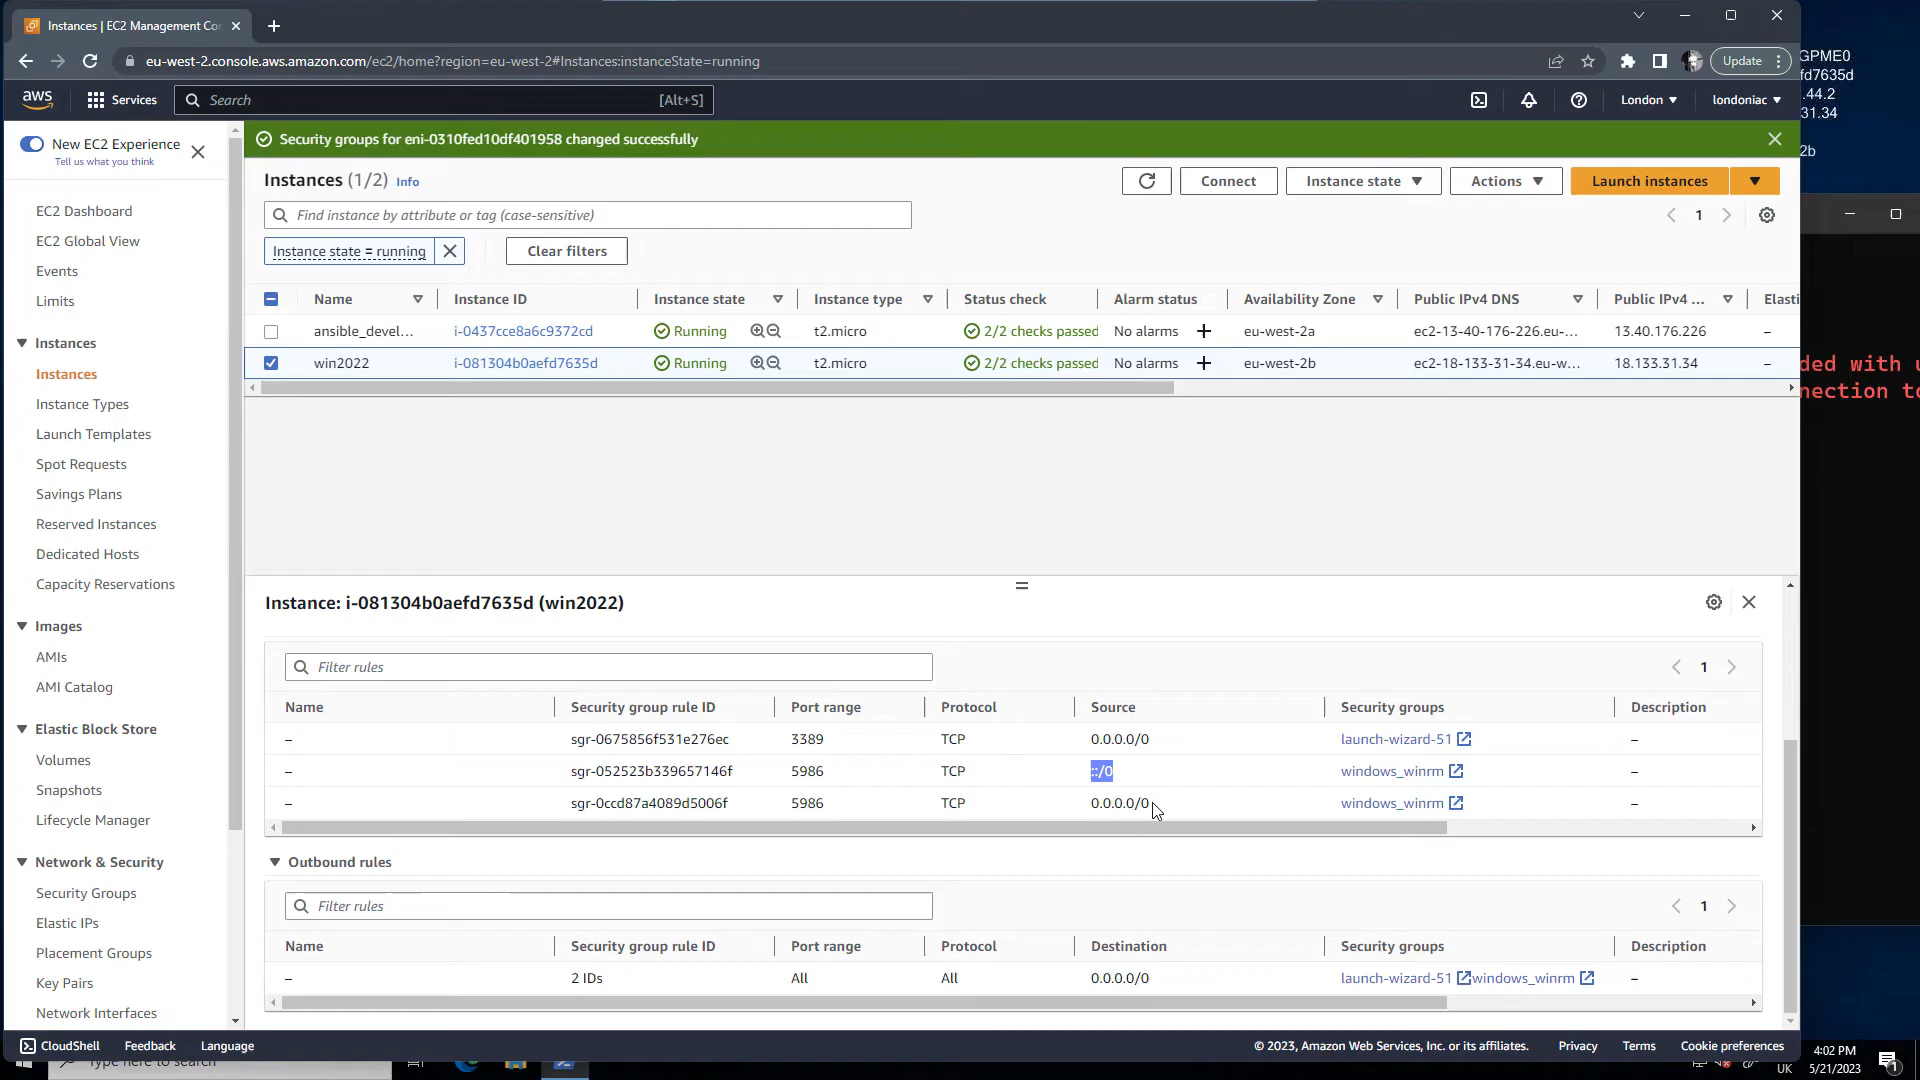 Instances | EC2 Management Co
eu-west-2.console.aws.amazon.com/ec2/home?region=eu-west-2#Instances:instanceState=running
Update
aws
Services
Search
[Alt+S]
London
londoniac
GPME0
fd7635d
.44.2
31.34
2b
New EC2 Experience
Tell us what you think
EC2 Dashboard
EC2 Global View
Events
Limits
Instances
Instances
Instance Types
Launch Templates
Spot Requests
Savings Plans
Reserved Instances
Dedicated Hosts
Capacity Reservations
Images
AMIs
AMI Catalog
Elastic Block Store
Volumes
Snapshots
Lifecycle Manager
Network & Security
Security Groups
Elastic IPs
Placement Groups
Key Pairs
Network Interfaces
Security groups for eni-0310fed10df401958 changed successfully
Instances (1/2) Info
Connect
Instance state
Actions
Launch instances
Find instance by attribute or tag (case-sensitive)
1
Instance state = running
Clear filters
Name Instance ID Instance state Instance type Status check Alarm status Availability Zone Public IPv4 DNS Public IPv4 ... Elasti
ansible_devel... i-0437cce8a6c9372cd Running t2.micro 2/2 checks passed No alarms + eu-west-2a ec2-13-40-176-226.eu-... 13.40.176.226 –
win2022 i-081304b0aefd7635d Running t2.micro 2/2 checks passed No alarms + eu-west-2b ec2-18-133-31-34.eu-w... 18.133.31.34 –
ded with u
nection to
Instance: i-081304b0aefd7635d (win2022)
Filter rules
1
Name Security group rule ID Port range Protocol Source Security groups Description
– sgr-0675856f531e276ec 3389 TCP 0.0.0.0/0 launch-wizard-51 –
– sgr-052523b339657146f 5986 TCP ::/0 windows_winrm –
– sgr-0ccd87a4089d5006f 5986 TCP 0.0.0.0/0 windows_winrm –
Outbound rules
Filter rules
1
Name Security group rule ID Port range Protocol Destination Security groups Description
– 2 IDs All All 0.0.0.0/0 launch-wizard-51 windows_winrm –
CloudShell
Feedback
Language
© 2023, Amazon Web Services, Inc. or its affiliates.
Privacy
Terms
Cookie preferences
Type here to search
UK
4:02 PM
5/21/2023
1